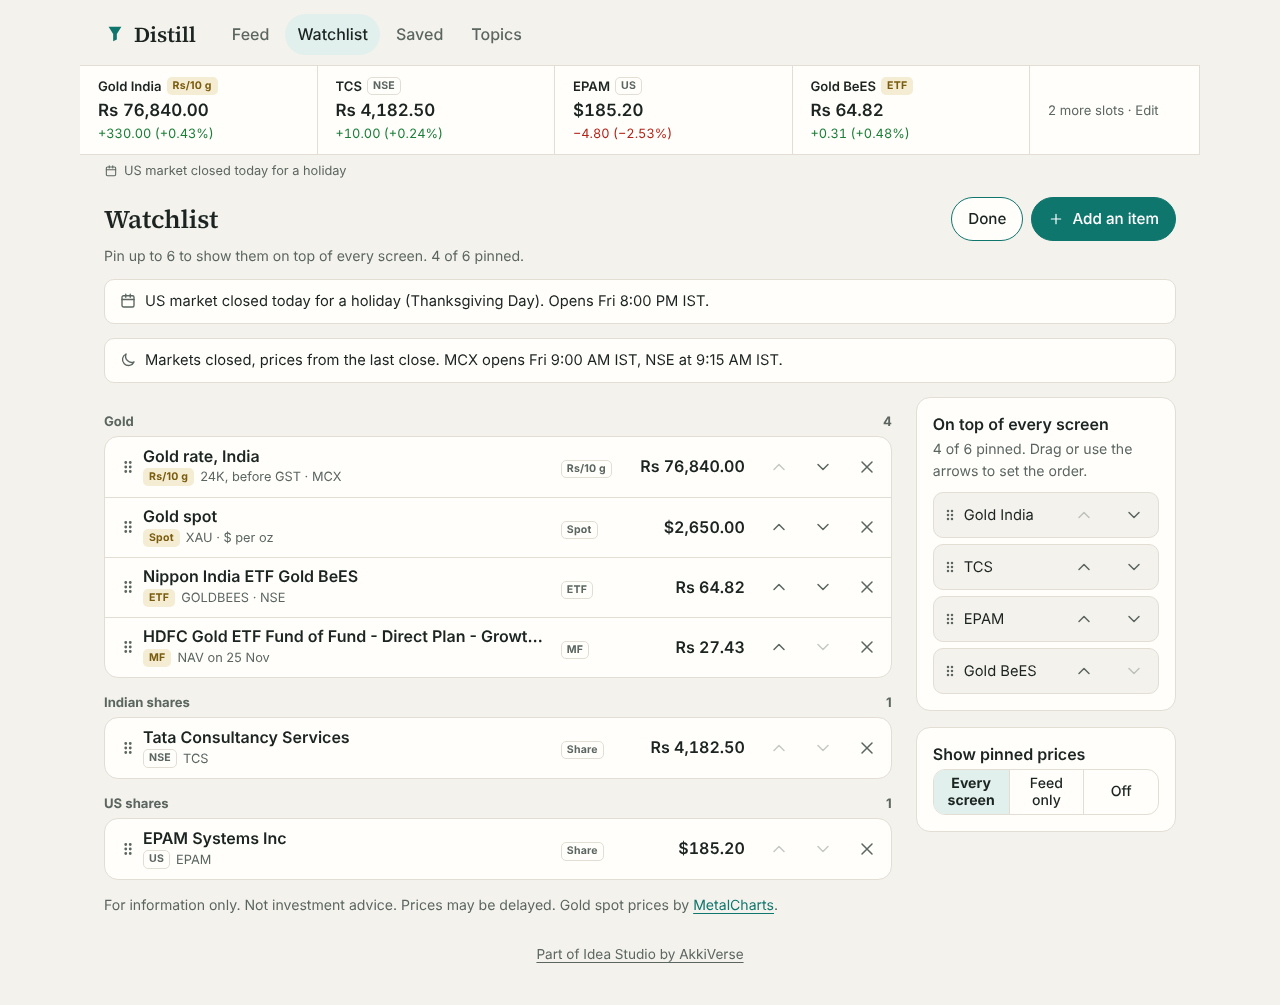 Distill
Feed
Watchlist
Saved
Topics
Gold India Rs/10 g
Rs 76,840.00
+330.00 (+0.43%)
TCS NSE
Rs 4,182.50
+10.00 (+0.24%)
EPAM US
$185.20
−4.80 (−2.53%)
Gold BeES ETF
Rs 64.82
+0.31 (+0.48%)
2 more slots · Edit
US market closed today for a holiday
Watchlist
Done
Add an item
Pin up to 6 to show them on top of every screen. 4 of 6 pinned.
US market closed today for a holiday (Thanksgiving Day). Opens Fri 8:00 PM IST.
Markets closed, prices from the last close. MCX opens Fri 9:00 AM IST, NSE at 9:15 AM IST.
Gold 4
Gold rate, India
Rs/10 g 24K, before GST · MCX
Rs/10 g
Rs 76,840.00
Gold spot
Spot XAU · $ per oz
Spot
$2,650.00
Nippon India ETF Gold BeES
ETF GOLDBEES · NSE
ETF
Rs 64.82
HDFC Gold ETF Fund of Fund - Direct Plan - Growt...
MF NAV on 25 Nov
MF
Rs 27.43
Indian shares 1
Tata Consultancy Services
NSE TCS
Share
Rs 4,182.50
US shares 1
EPAM Systems Inc
US EPAM
Share
$185.20
On top of every screen
4 of 6 pinned. Drag or use the
arrows to set the order.
Gold India
TCS
EPAM
Gold BeES
Show pinned prices
Every
screen
Feed
only
Off
For information only. Not investment advice. Prices may be delayed. Gold spot prices by MetalCharts.
Part of Idea Studio by AkkiVerse